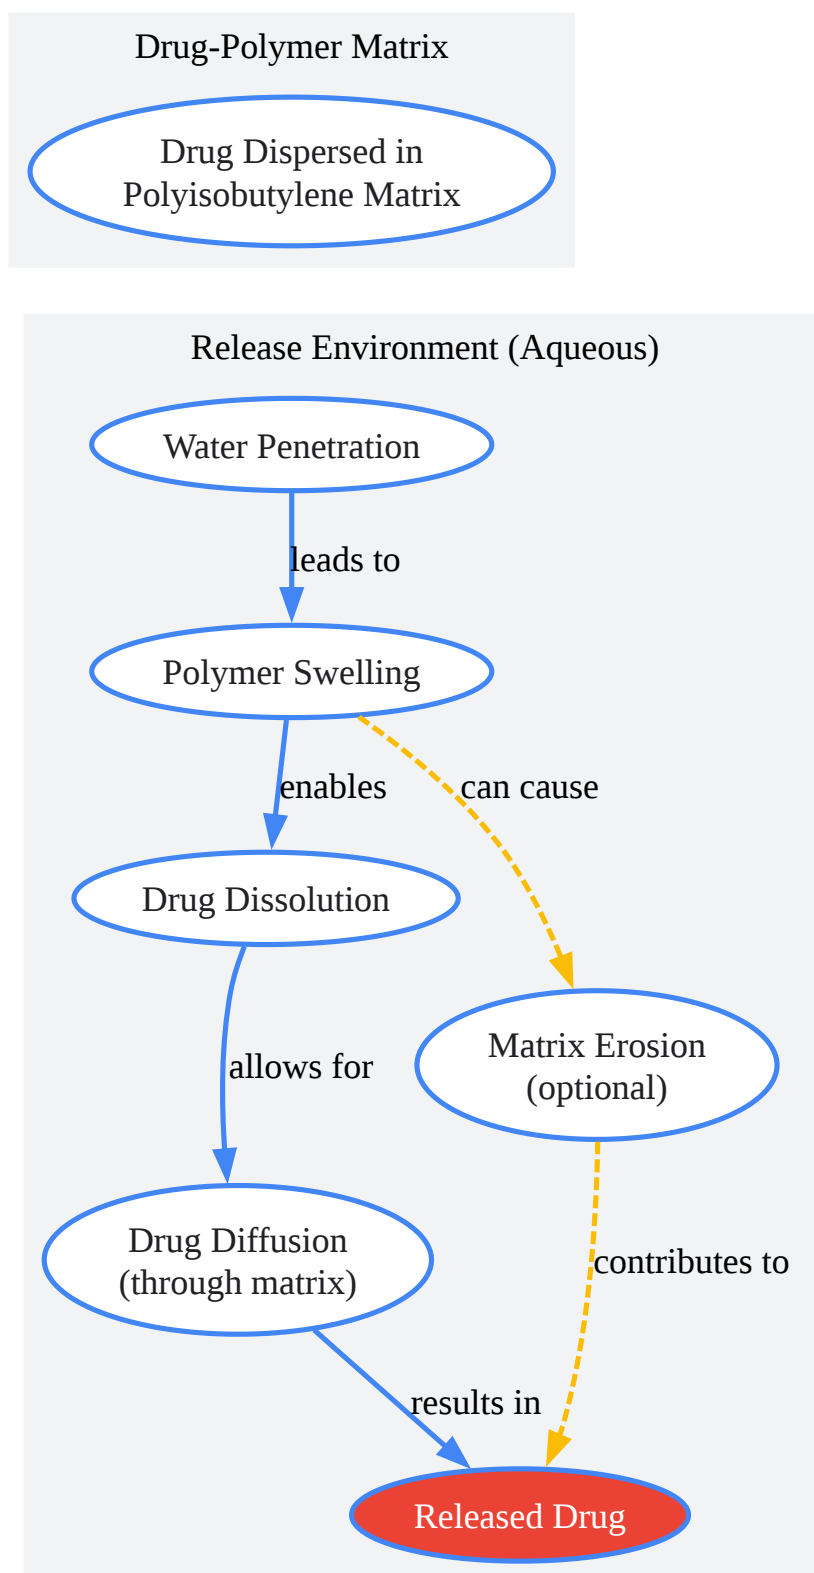 Drug-Polymer Matrix
Drug Dispersed in
Polyisobutylene Matrix
Release Environment (Aqueous)
Water Penetration
leads to
Polymer Swelling
enables
can cause
Drug Dissolution
Matrix Erosion
(optional)
allows for
Drug Diffusion
(through matrix)
contributes to
results in
Released Drug